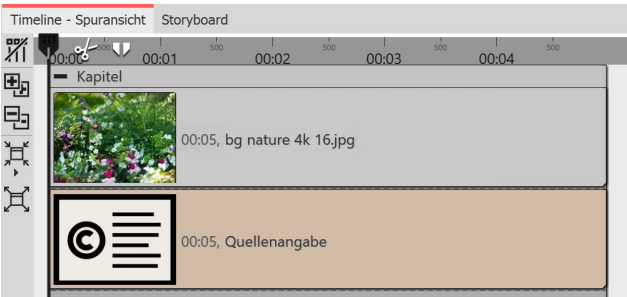 Timeline - Spuransicht Storyboard
500 500 500 500 500
00:00 00:01 00:02 00:03 00:04
Kapitel
00:05, bg nature 4k 16.jpg
©
00:05, Quellenangabe